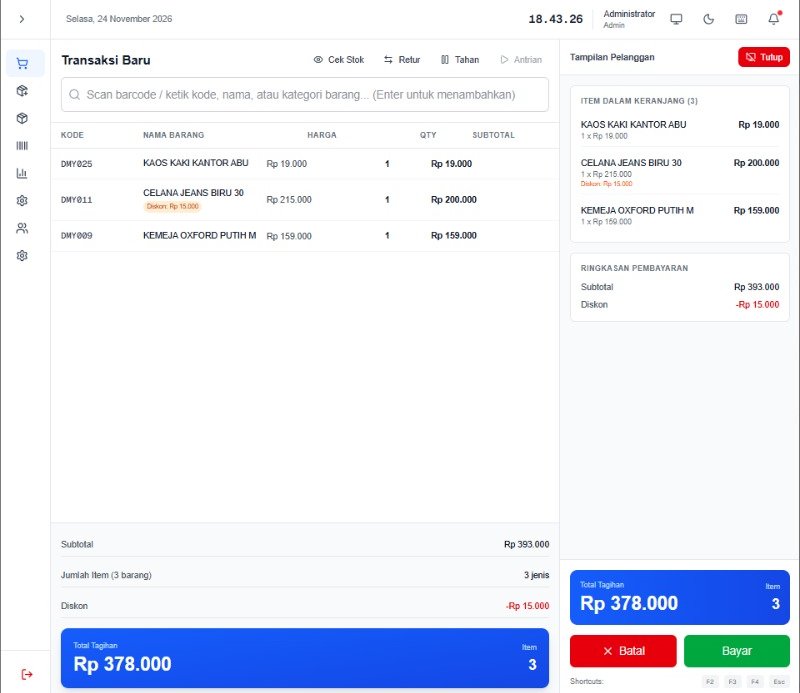 Selasa, 24 November 2026
18.43.26
Administrator
Admin
Transaksi Baru
Cek Stok
Retur
Tahan
Antrian
Scan barcode / ketik kode, nama, atau kategori barang... (Enter untuk menambahkan)
KODE NAMA BARANG HARGA QTY SUBTOTAL
DMY025 KAOS KAKI KANTOR ABU Rp 19.000 1 Rp 19.000
DMY011 CELANA JEANS BIRU 30 Rp 215.000 1 Rp 200.000
Diskon: Rp 15.000
DMY009 KEMEJA OXFORD PUTIH M Rp 159.000 1 Rp 159.000
Subtotal Rp 393.000
Jumlah Item (3 barang) 3 jenis
Diskon -Rp 15.000
Total Tagihan Item
Rp 378.000 3
Tampilan Pelanggan
Tutup
ITEM DALAM KERANJANG (3)
KAOS KAKI KANTOR ABU Rp 19.000
1 x Rp 19.000
CELANA JEANS BIRU 30 Rp 200.000
1 x Rp 215.000
Diskon: Rp 15.000
KEMEJA OXFORD PUTIH M Rp 159.000
1 x Rp 159.000
RINGKASAN PEMBAYARAN
Subtotal Rp 393.000
Diskon -Rp 15.000
Total Tagihan Item
Rp 378.000 3
Batal
Bayar
Shortcuts: F2 F3 F4 Esc